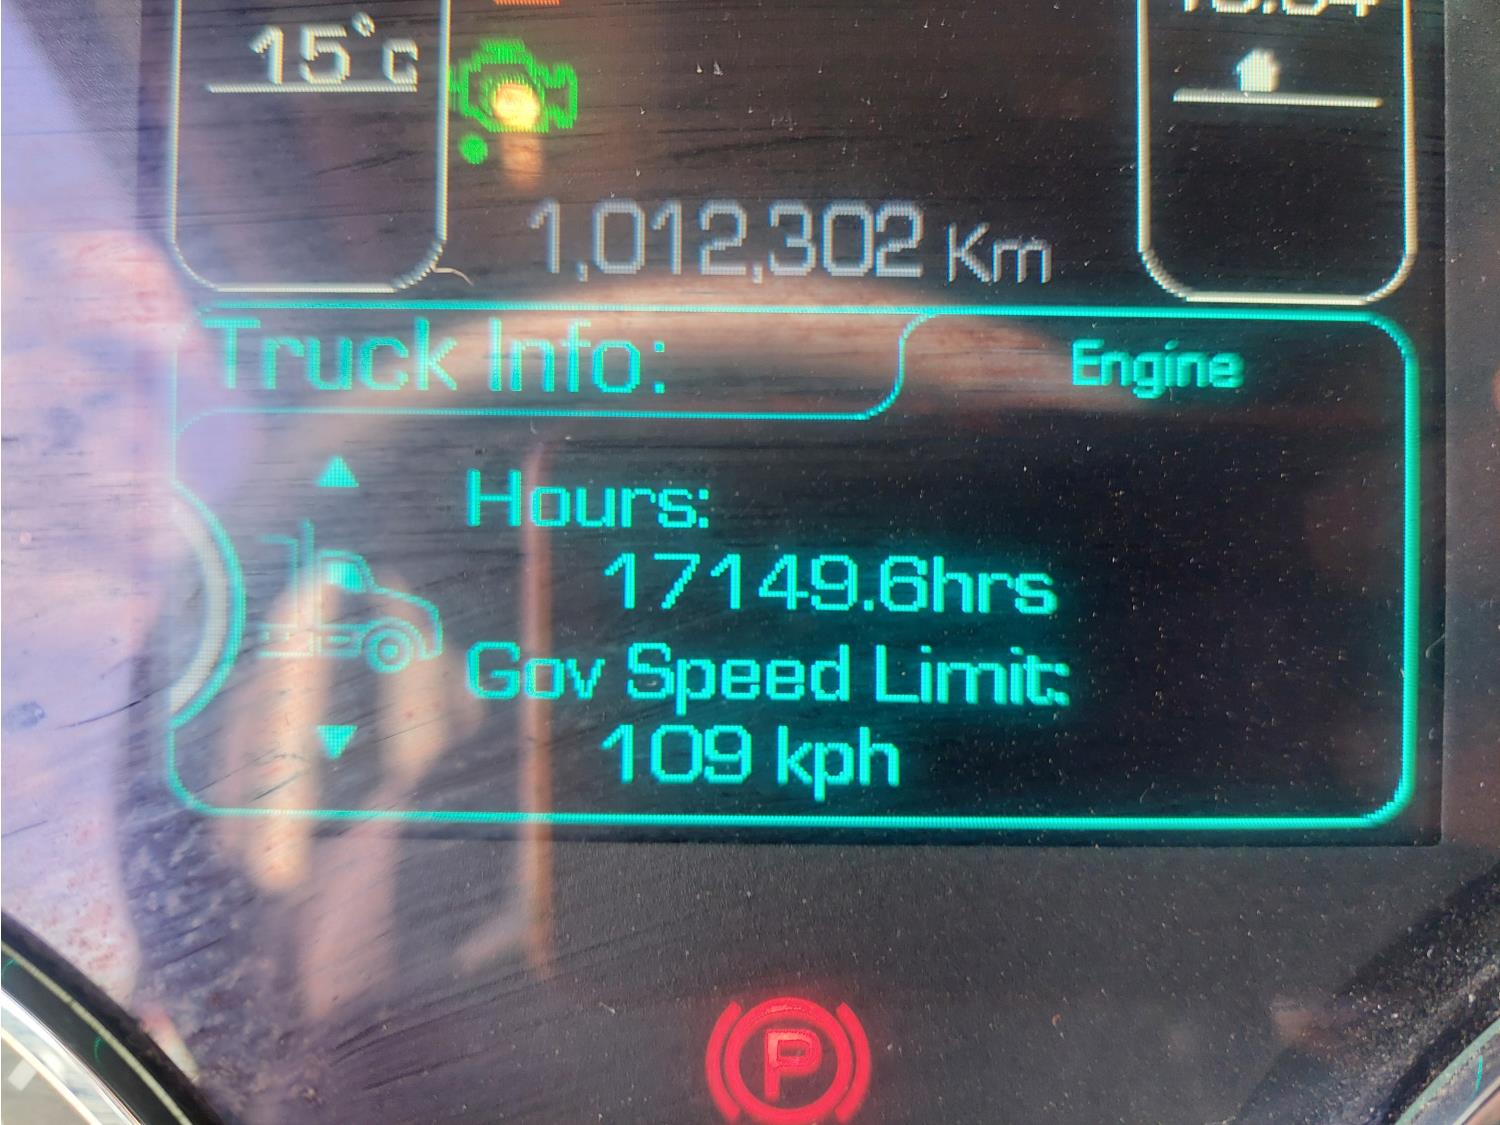 15°C
1,012,302 Km
Truck Info:
Engine
Hours:
17149.6hrs
Gov Speed Limit:
109 kph
P